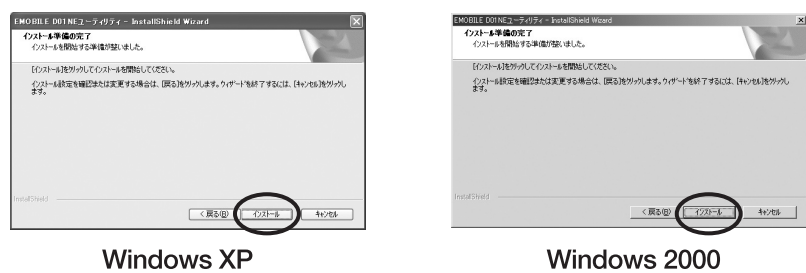 EMOBILE D01NEユーティリティ - InstallShield Wizard
インストール準備の完了
インストールを開始する準備が整いました。
[インストール]をクリックしてインストールを開始してください。
インストール設定を確認または変更する場合は、[戻る]をクリックします。ウィザードを終了するには、[キャンセル]をクリックし
ます。
InstallShield
< 戻る(B)
インストール
キャンセル
Windows XP
EMOBILE D01NEユーティリティ - InstallShield Wizard
インストール準備の完了
インストールを開始する準備が整いました。
[インストール]をクリックしてインストールを開始してください。
インストール設定を確認または変更する場合は、[戻る]をクリックします。ウィザードを終了するには、[キャンセル]をクリックし
ます。
InstallShield
< 戻る(B)
インストール
キャンセル
Windows 2000